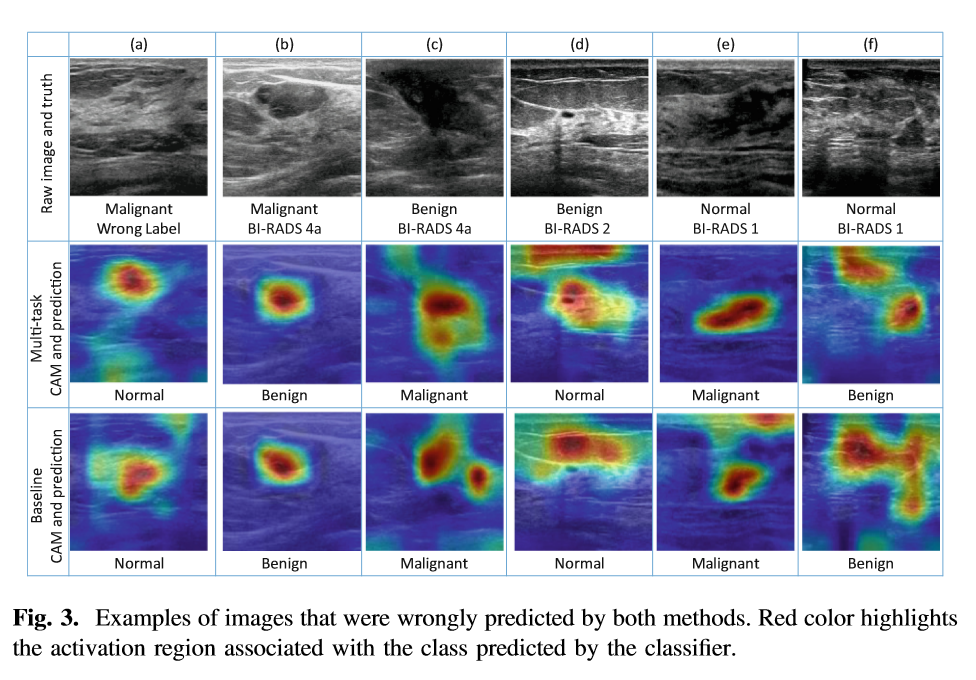 (a) (b) (c) (d) (e) (f)
Raw image and truth
Malignant Malignant Benign Benign Normal Normal
Wrong Label BI-RADS 4a BI-RADS 4a BI-RADS 2 BI-RADS 1 BI-RADS 1
Multi-task
CAM and prediction
Normal Benign Malignant Normal Malignant Benign
Baseline
CAM and prediction
Normal Benign Malignant Normal Malignant Benign
Fig. 3. Examples of images that were wrongly predicted by both methods. Red color highlights
the activation region associated with the class predicted by the classifier.